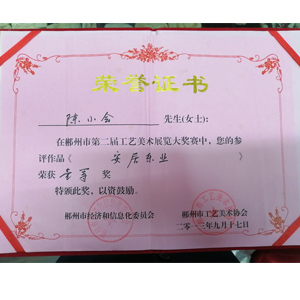 荣誉证书
陈小会 先生(女士):
在郴州市第二届工艺美术展览大奖赛中，您的参
评作品《 安居乐业 》
荣获 奖
特颁此奖，以资鼓励。
郴州市经济和信息化委员会 郴州市工艺美术协会
二〇一三年九月十七日